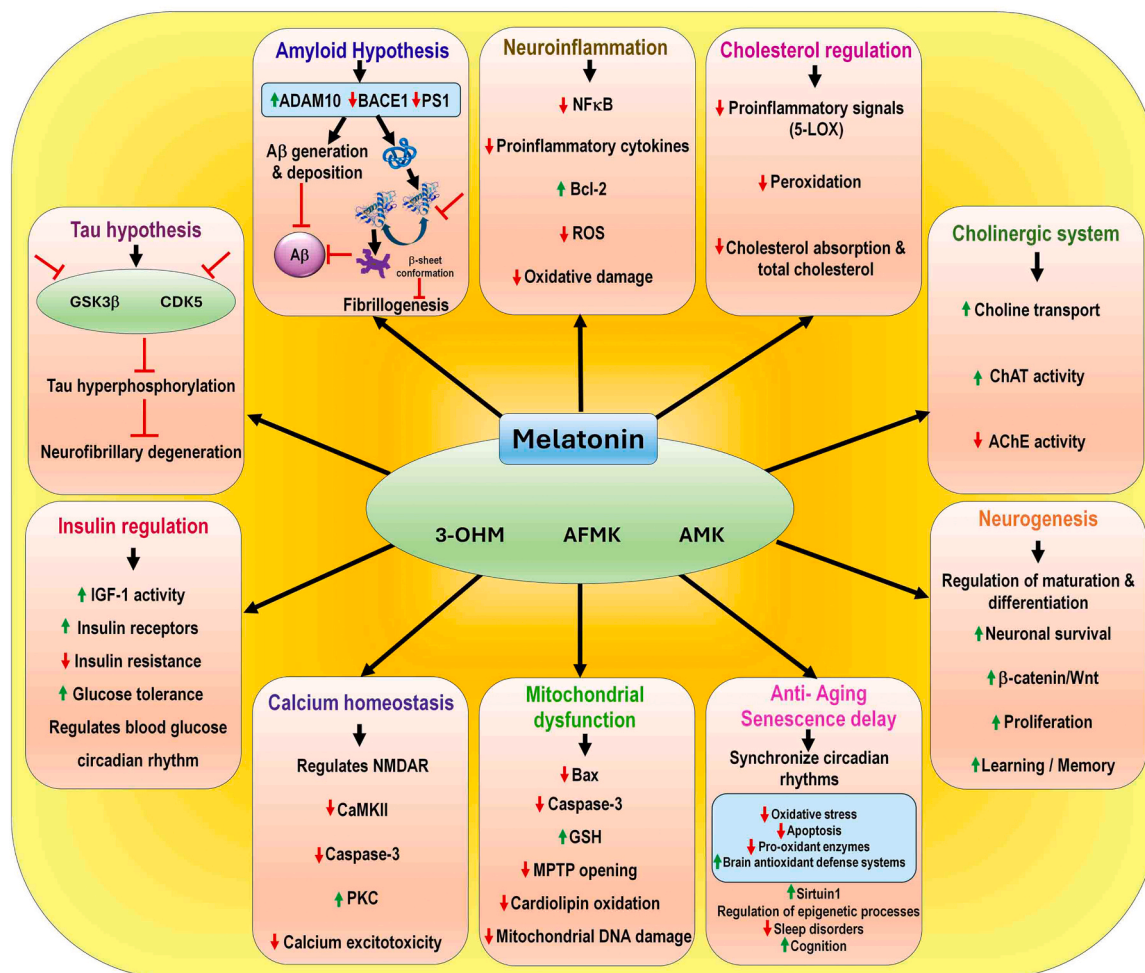 Amyloid Hypothesis
↑ADAM10 ↓BACE1 ↓PS1
Aβ generation
& deposition
Aβ
β-sheet
conformation
Fibrillogenesis
Neuroinflammation
↓NFκB
↓Proinflammatory cytokines
↑Bcl-2
↓ROS
↓Oxidative damage
Cholesterol regulation
↓Proinflammatory signals
(5-LOX)
↓Peroxidation
↓Cholesterol absorption &
total cholesterol
Tau hypothesis
GSK3β CDK5
Tau hyperphosphorylation
Neurofibrillary degeneration
Cholinergic system
↑Choline transport
↑ChAT activity
↓AChE activity
Melatonin
3-OHM AFMK AMK
Insulin regulation
↑IGF-1 activity
↑Insulin receptors
↓Insulin resistance
↑Glucose tolerance
Regulates blood glucose
circadian rhythm
Neurogenesis
Regulation of maturation &
differentiation
↑Neuronal survival
↑β-catenin/Wnt
↑Proliferation
↑Learning / Memory
Calcium homeostasis
Regulates NMDAR
↓CaMKII
↓Caspase-3
↑PKC
↓Calcium excitotoxicity
Mitochondrial
dysfunction
↓Bax
↓Caspase-3
↑GSH
↓MPTP opening
↓Cardiolipin oxidation
↓Mitochondrial DNA damage
Anti- Aging
Senescence delay
Synchronize circadian
rhythms
↓Oxidative stress
↓Apoptosis
↓Pro-oxidant enzymes
↑Brain antioxidant defense systems
↑Sirtuin1
Regulation of epigenetic processes
↓Sleep disorders
↑Cognition